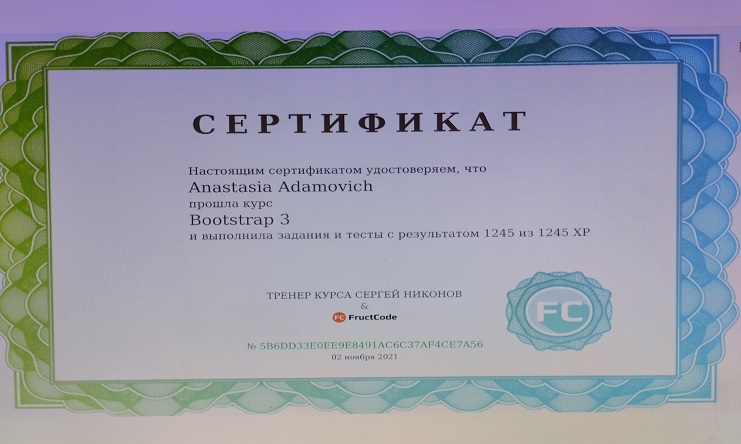 СЕРТИФИКАТ
Настоящим сертификатом удостоверяем, что
Anastasia Adamovich
прошла курс
Bootstrap 3
и выполнила задания и тесты с результатом 1245 из 1245 XP
ТРЕНЕР КУРСА СЕРГЕЙ НИКОНОВ
&
FC FructCode
FC
№ 5B6DD33E0EE9E8491AC6C37AF4CE7A56
02 ноября 2021